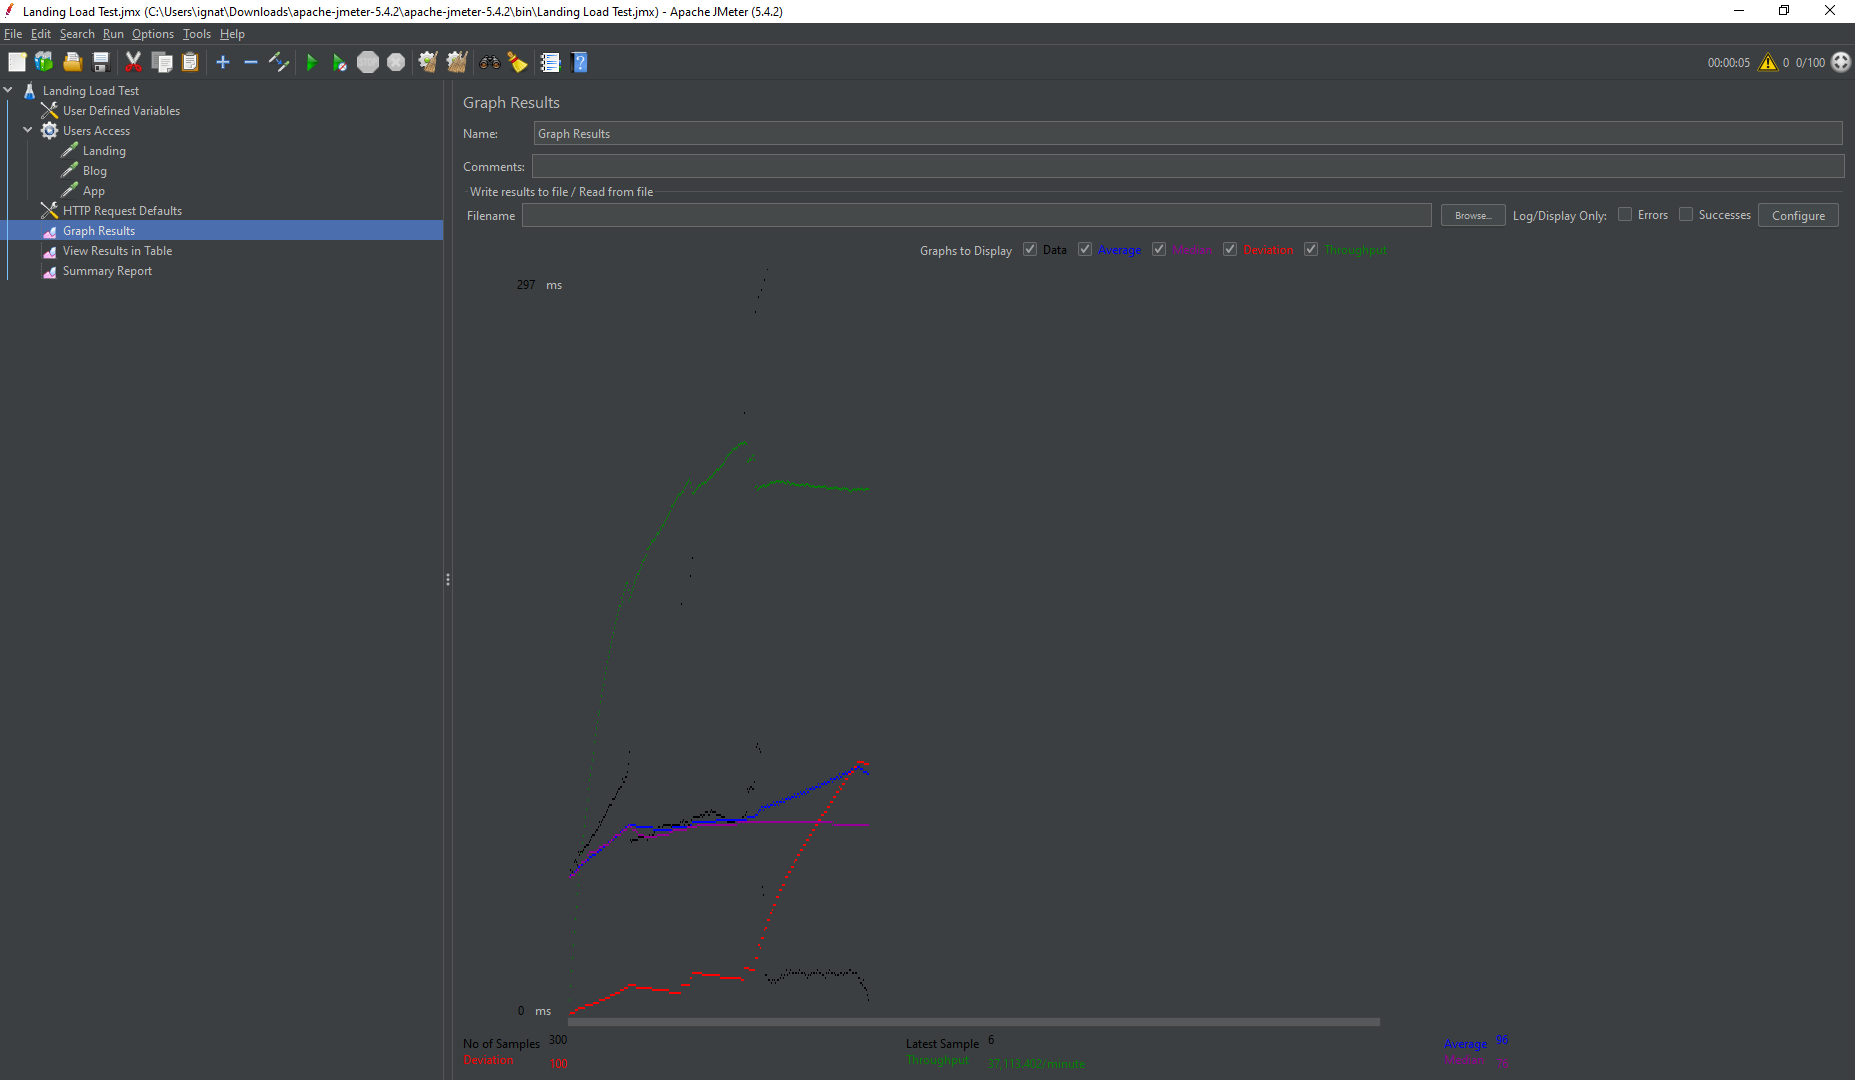 Landing Load Test.jmx (C:\Users\ignat\Downloads\apache-jmeter-5.4.2\apache-jmeter-5.4.2\bin\Landing Load Test.jmx) - Apache JMeter (5.4.2)
File Edit Search Run Options Tools Help
00:00:05 0 0/100
Landing Load Test
User Defined Variables
Users Access
Landing
Blog
App
HTTP Request Defaults
Graph Results
View Results in Table
Summary Report
Graph Results
Name: Graph Results
Comments:
Write results to file / Read from file
Filename Browse... Log/Display Only: Errors Successes Configure
Graphs to Display Data Average Median Deviation Throughput
297 ms
0 ms
No of Samples 300 Latest Sample 6 Average 96
Deviation 100 Throughput 37,113.402/minute Median